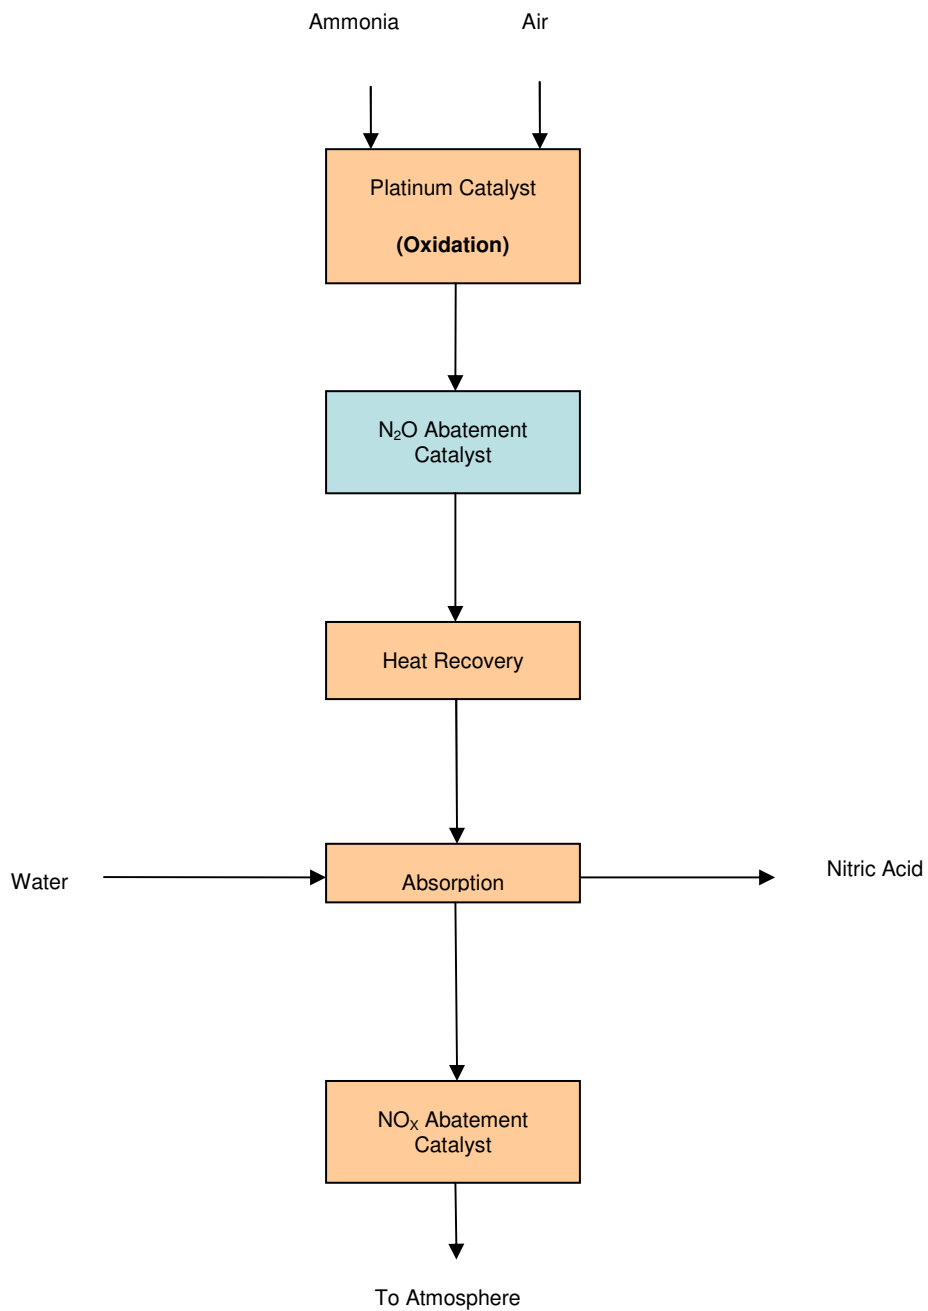 Ammonia
Air
Platinum Catalyst
(Oxidation)
N₂O Abatement
Catalyst
Heat Recovery
Water
Absorption
Nitric Acid
NOₓ Abatement
Catalyst
To Atmosphere